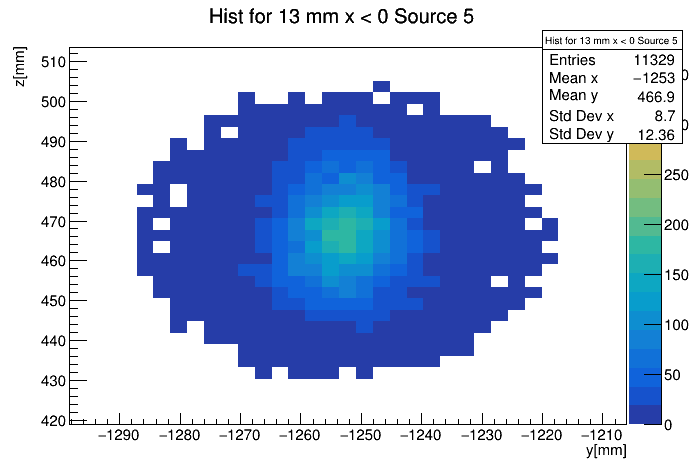 Hist for 13 mm x < 0 Source 5
Hist for 13 mm x < 0 Source 5
Entries 11329
Mean x −1253
Mean y 466.9
Std Dev x 8.7
Std Dev y 12.36
z[mm]
510
500
490
480
470
460
450
440
430
420
−1290 −1280 −1270 −1260 −1250 −1240 −1230 −1220 −1210
y[mm]
250
200
150
100
50
0